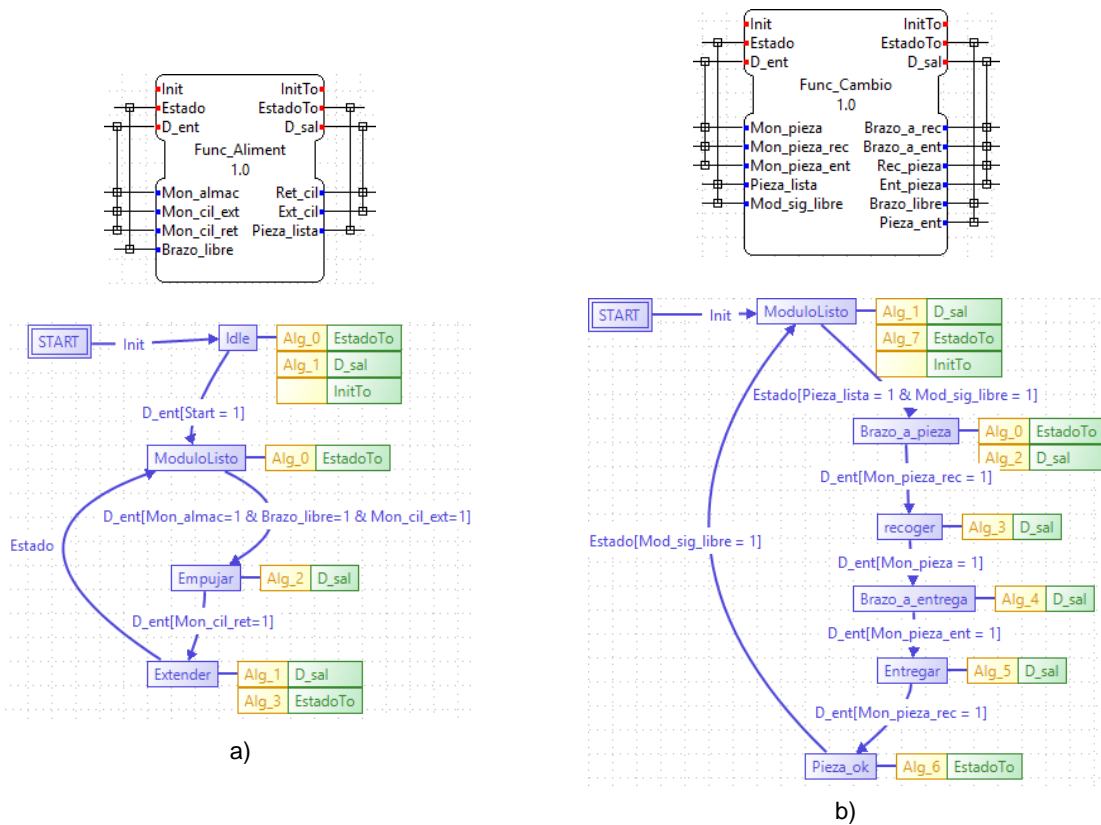 Init InitTo
Estado EstadoTo
D_ent D_sal
Func_Aliment
1.0
Mon_almac Ret_cil
Mon_cil_ext Ext_cil
Mon_cil_ret Pieza_lista
Brazo_libre
START
Init
Idle
Alg_0 EstadoTo
Alg_1 D_sal
InitTo
D_ent[Start = 1]
ModuloListo
Alg_0 EstadoTo
D_ent[Mon_almac=1 & Brazo_libre=1 & Mon_cil_ext=1]
Estado
Empujar
Alg_2 D_sal
D_ent[Mon_cil_ret=1]
Extender
Alg_1 D_sal
Alg_3 EstadoTo
a)
Init InitTo
Estado EstadoTo
D_ent D_sal
Func_Cambio
1.0
Mon_pieza Brazo_a_rec
Mon_pieza_rec Brazo_a_ent
Mon_pieza_ent Rec_pieza
Pieza_lista Ent_pieza
Mod_sig_libre Brazo_libre
Pieza_ent
START
Init
ModuloListo
Alg_1 D_sal
Alg_7 EstadoTo
InitTo
Estado[Pieza_lista = 1 & Mod_sig_libre = 1]
Brazo_a_pieza
Alg_0 EstadoTo
Alg_2 D_sal
D_ent[Mon_pieza_rec = 1]
recoger
Alg_3 D_sal
Estado[Mod_sig_libre = 1]
D_ent[Mon_pieza = 1]
Brazo_a_entrega
Alg_4 D_sal
D_ent[Mon_pieza_ent = 1]
Entregar
Alg_5 D_sal
D_ent[Mon_pieza_rec = 1]
Pieza_ok
Alg_6 EstadoTo
b)